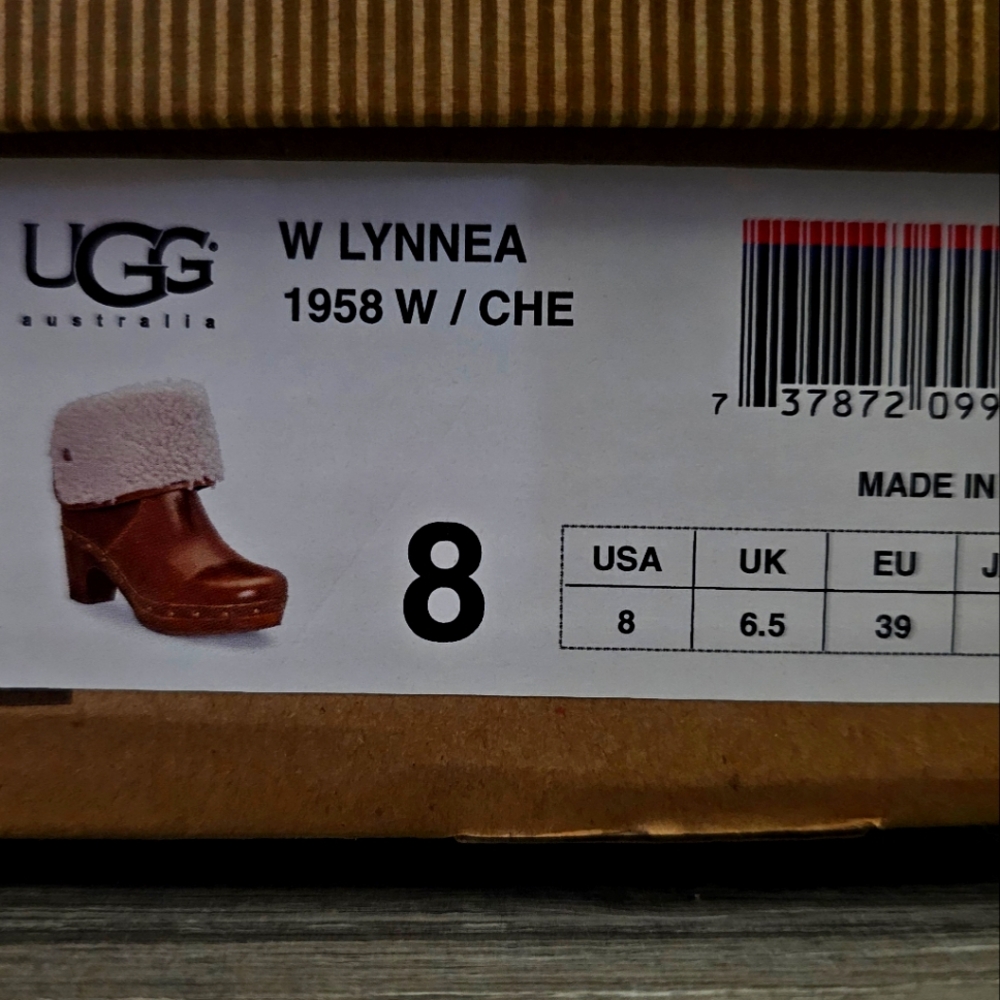 UGG
australia
W LYNNEA
1958 W / CHE
7 37872 099
MADE IN
8
USA UK EU J
8 6.5 39